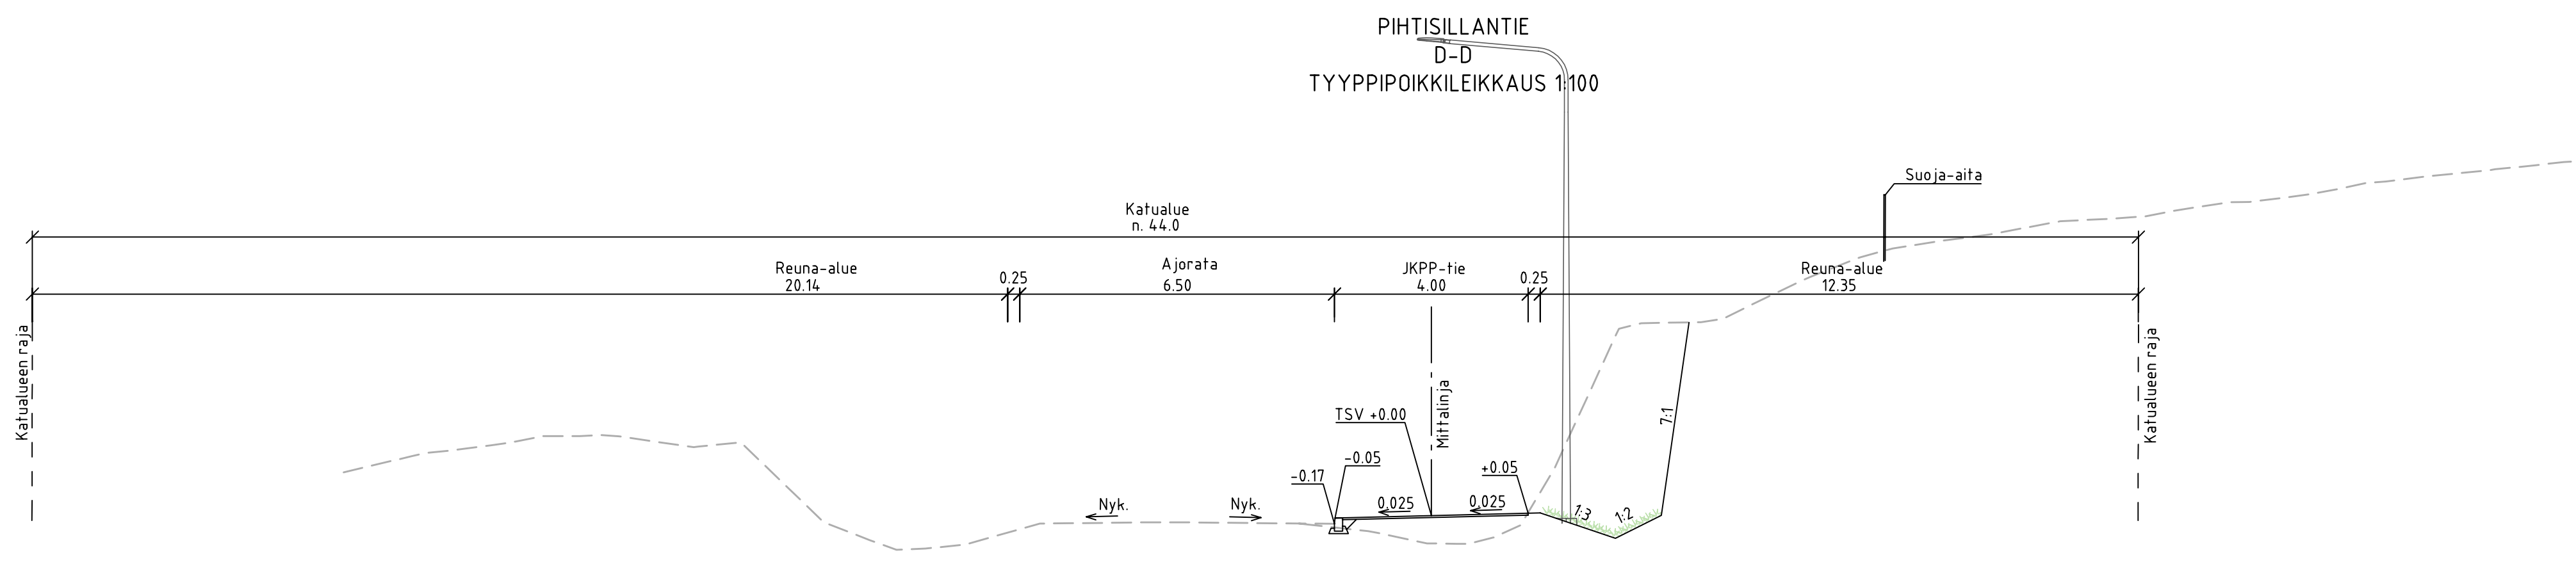 PIHTISILLANTIE
D-D
TYYPPIPOIKKILEIKKAUS 1:100
Suoja-aita
Katualue
n. 44.0
Reuna-alue
20.14
0.25
Ajorata
6.50
JKPP-tie
4.00
0.25
Reuna-alue
12.35
Katualueen raja
Mittalinja
Katualueen raja
7:1
TSV +0.00
-0.05
-0.17
+0.05
Nyk.
Nyk.
0.025
0.025
1:3
1:2